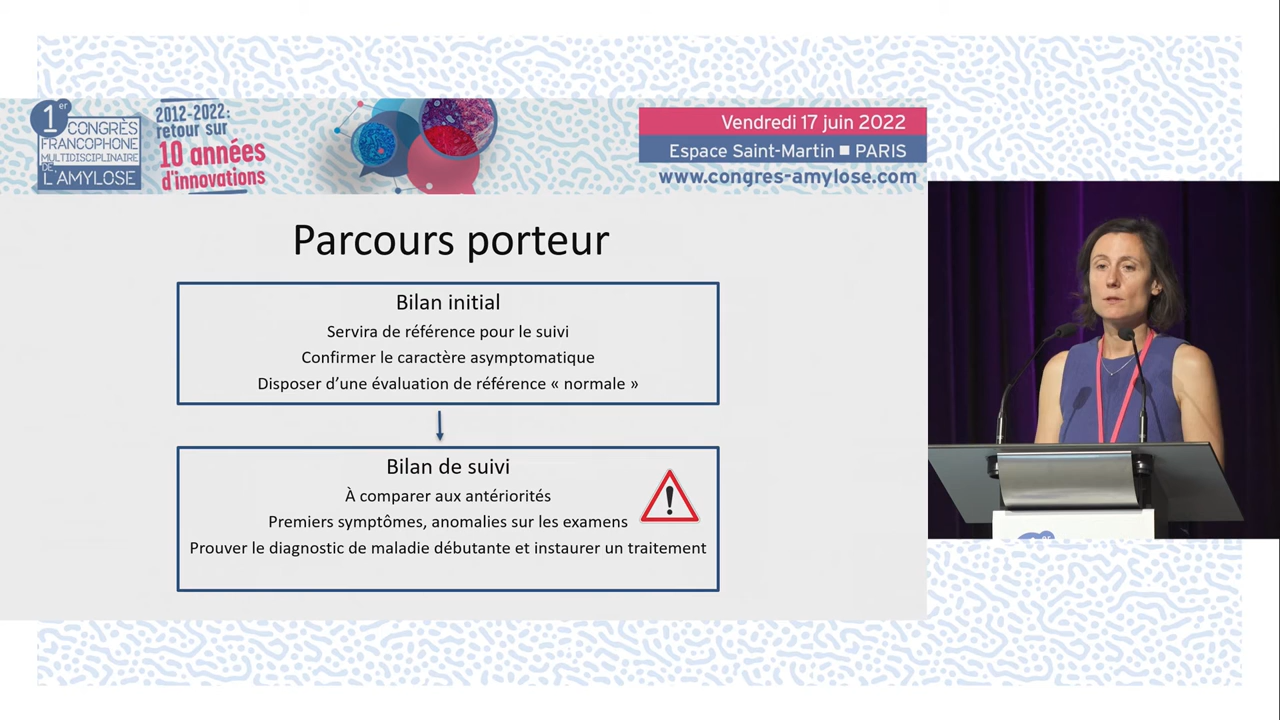 1er
CONGRÈS
FRANCOPHONE
MULTIDISCIPLINAIRE
DE
L'AMYLOSE
2012-2022:
retour sur
10 années
d'innovations
Vendredi 17 juin 2022
Espace Saint-Martin ■ PARIS
www.congres-amylose.com
Parcours porteur
Bilan initial
Servira de référence pour le suivi
Confirmer le caractère asymptomatique
Disposer d'une évaluation de référence « normale »
Bilan de suivi
À comparer aux antériorités
Premiers symptômes, anomalies sur les examens
Prouver le diagnostic de maladie débutante et instaurer un traitement